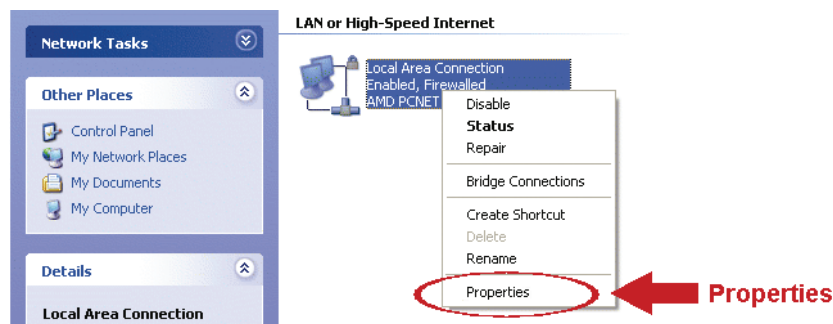 LAN or High-Speed Internet
Network Tasks
Other Places
Control Panel
My Network Places
My Documents
My Computer
Details
Local Area Connection
Local Area Connection
Enabled, Firewalled
AMD PCNET
Disable
Status
Repair
Bridge Connections
Create Shortcut
Delete
Rename
Properties
Properties